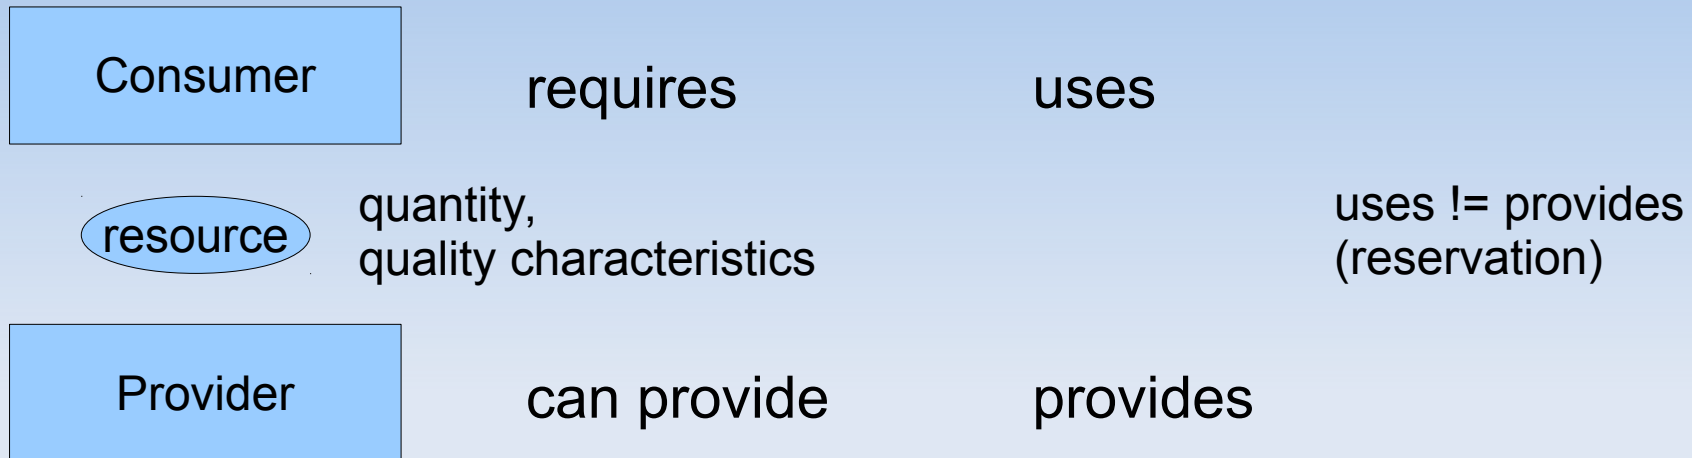 Consumer
requires
uses
resource
quantity,
quality characteristics
uses != provides
(reservation)
Provider
can provide
provides